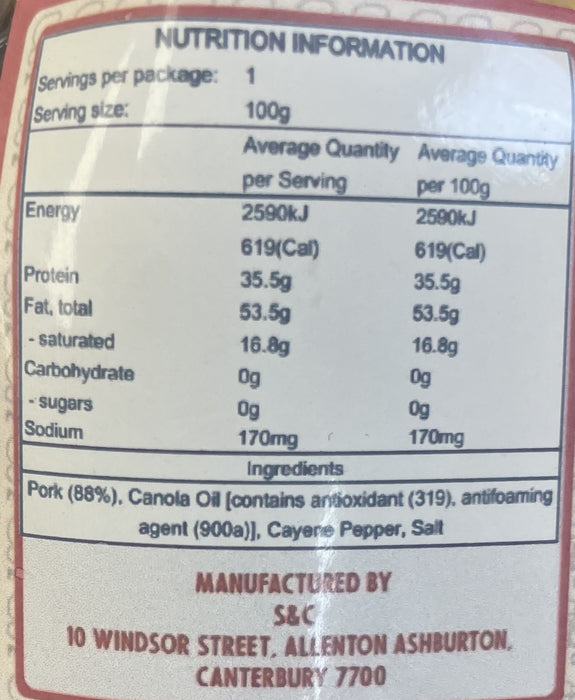 NUTRITION INFORMATION
Servings per package: 1
Serving size: 100g
Average Quantity Average Quantity
per Serving per 100g
Energy 2590kJ 2590kJ
619(Cal) 619(Cal)
Protein 35.5g 35.5g
Fat, total 53.5g 53.5g
- saturated 16.8g 16.8g
Carbohydrate 0g 0g
- sugars 0g 0g
Sodium 170mg 170mg
Ingredients
Pork (88%), Canola Oil [contains antioxidant (319), antifoaming
agent (900a)], Cayene Pepper, Salt
MANUFACTURED BY
S&C
10 WINDSOR STREET, ALLENTON ASHBURTON,
CANTERBURY 7700